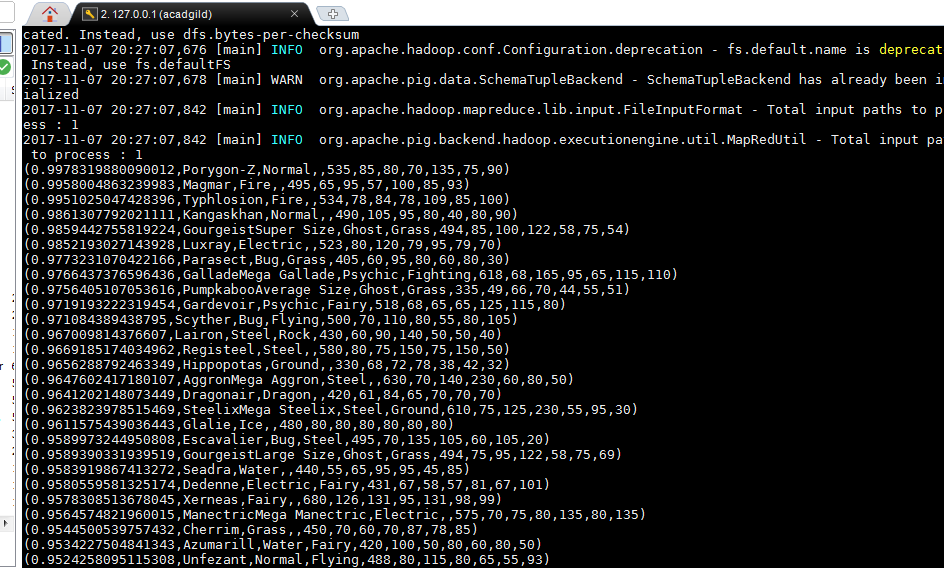 2. 127.0.0.1 (acadgild)
cated. Instead, use dfs.bytes-per-checksum
2017-11-07 20:27:07,676 [main] INFO  org.apache.hadoop.conf.Configuration.deprecation - fs.default.name is deprecat
 Instead, use fs.defaultFS
2017-11-07 20:27:07,678 [main] WARN  org.apache.pig.data.SchemaTupleBackend - SchemaTupleBackend has already been in
ialized
2017-11-07 20:27:07,842 [main] INFO  org.apache.hadoop.mapreduce.lib.input.FileInputFormat - Total input paths to p
ess : 1
2017-11-07 20:27:07,842 [main] INFO  org.apache.pig.backend.hadoop.executionengine.util.MapRedUtil - Total input pa
 to process : 1
(0.9978319880090012,Porygon-Z,Normal,,535,85,80,70,135,75,90)
(0.9958004863239983,Magmar,Fire,,495,65,95,57,100,85,93)
(0.9951025047428396,Typhlosion,Fire,,534,78,84,78,109,85,100)
(0.9861307792021111,Kangaskhan,Normal,,490,105,95,80,40,80,90)
(0.9859442755819224,GourgeistSuper Size,Ghost,Grass,494,85,100,122,58,75,54)
(0.9852193027143928,Luxray,Electric,,523,80,120,79,95,79,70)
(0.9773231070422166,Parasect,Bug,Grass,405,60,95,80,60,80,30)
(0.9766437376596436,GalladeMega Gallade,Psychic,Fighting,618,68,165,95,65,115,110)
(0.9756405107053616,PumpkabooAverage Size,Ghost,Grass,335,49,66,70,44,55,51)
(0.9719193222319454,Gardevoir,Psychic,Fairy,518,68,65,65,125,115,80)
(0.971084389438795,Scyther,Bug,Flying,500,70,110,80,55,80,105)
(0.967009814376607,Lairon,Steel,Rock,430,60,90,140,50,50,40)
(0.9669185174034962,Registeel,Steel,,580,80,75,150,75,150,50)
(0.9656288792463349,Hippopotas,Ground,,330,68,72,78,38,42,32)
(0.9647602417180107,AggronMega Aggron,Steel,,630,70,140,230,60,80,50)
(0.9641202148073449,Dragonair,Dragon,,420,61,84,65,70,70,70)
(0.9623823978515469,SteelixMega Steelix,Steel,Ground,610,75,125,230,55,95,30)
(0.9611575439036443,Glalie,Ice,,480,80,80,80,80,80,80)
(0.9589973244950808,Escavalier,Bug,Steel,495,70,135,105,60,105,20)
(0.9589390331939519,GourgeistLarge Size,Ghost,Grass,494,75,95,122,58,75,69)
(0.9583919867413272,Seadra,Water,,440,55,65,95,95,45,85)
(0.9580559581325174,Dedenne,Electric,Fairy,431,67,58,57,81,67,101)
(0.9578308513678045,Xerneas,Fairy,,680,126,131,95,131,98,99)
(0.9564574821960015,ManectricMega Manectric,Electric,,575,70,75,80,135,80,135)
(0.9544500539757432,Cherrim,Grass,,450,70,60,70,87,78,85)
(0.9534227504841343,Azumarill,Water,Fairy,420,100,50,80,60,80,50)
(0.9524258095115308,Unfezant,Normal,Flying,488,80,115,80,65,55,93)